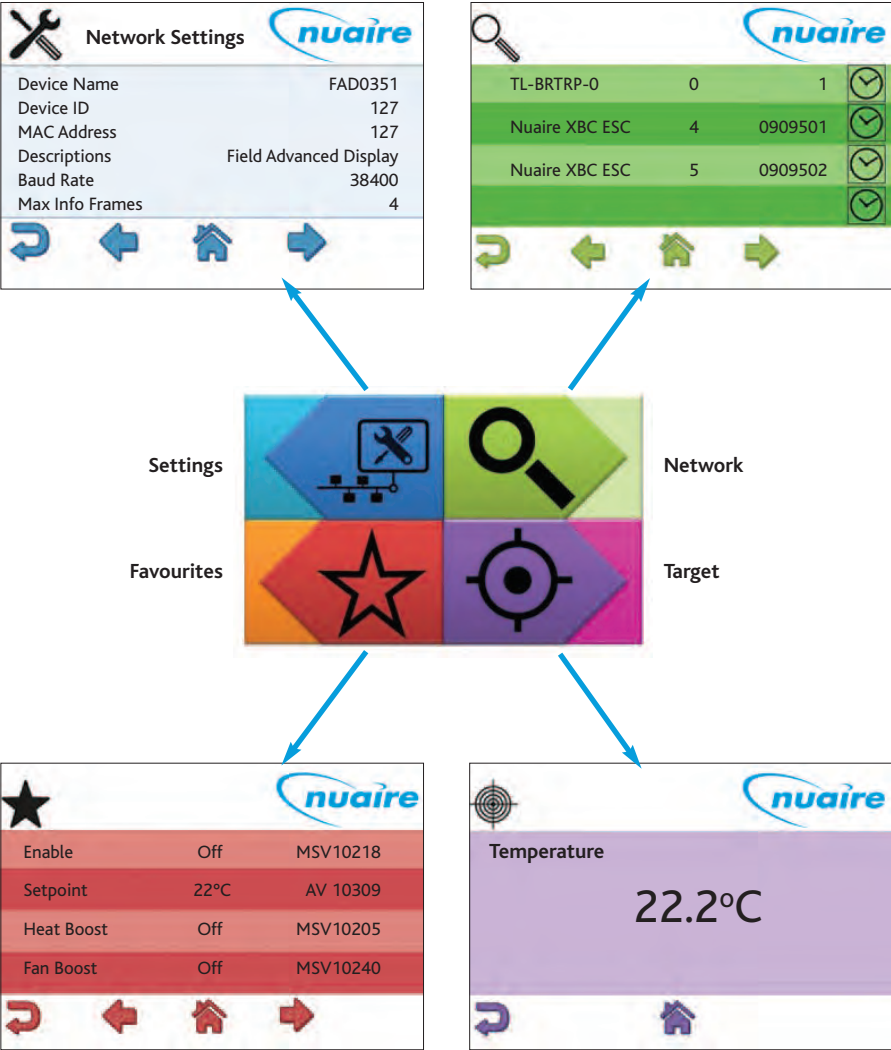 Network Settings
nuaire
Device Name FAD0351
Device ID 127
MAC Address 127
Descriptions Field Advanced Display
Baud Rate 38400
Max Info Frames 4
nuaire
TL-BRTRP-0 0 1
Nuaire XBC ESC 4 0909501
Nuaire XBC ESC 5 0909502
Settings
Network
Favourites
Target
nuaire
Enable Off MSV10218
Setpoint 22°C AV 10309
Heat Boost Off MSV10205
Fan Boost Off MSV10240
nuaire
Temperature
22.2°C